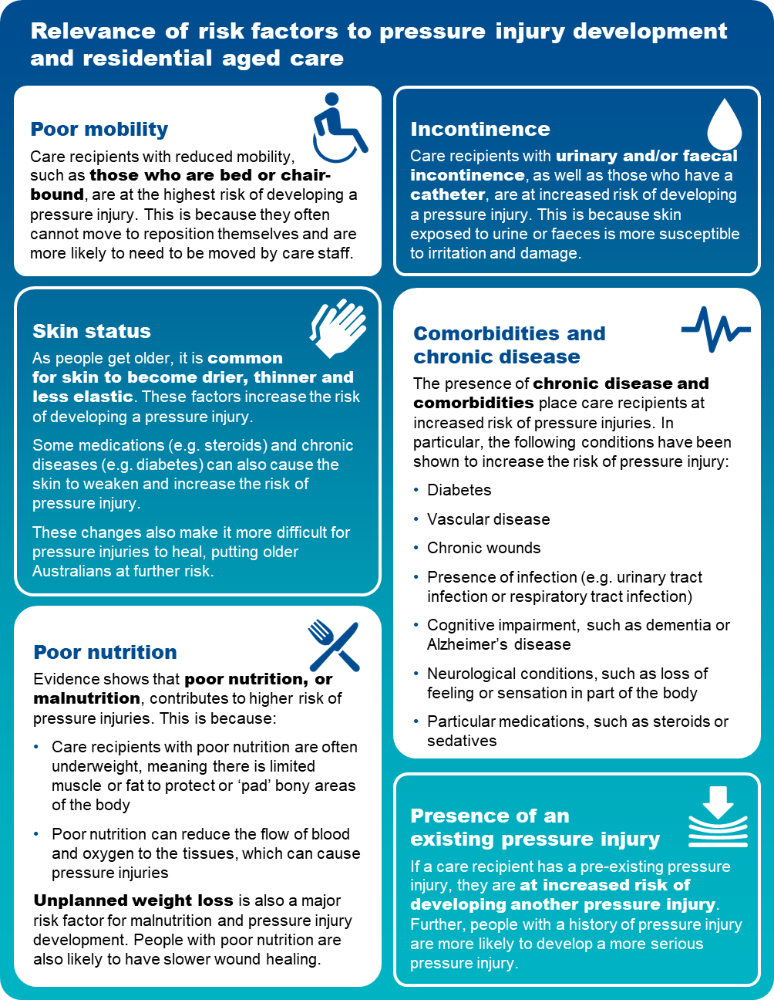 Relevance of risk factors to pressure injury development
and residential aged care
Poor mobility
Care recipients with reduced mobility,
such as those who are bed or chair-
bound, are at the highest risk of developing a
pressure injury. This is because they often
cannot move to reposition themselves and are
more likely to need to be moved by care staff.
Incontinence
Care recipients with urinary and/or faecal
incontinence, as well as those who have a
catheter, are at increased risk of developing
a pressure injury. This is because skin
exposed to urine or faeces is more susceptible
to irritation and damage.
Skin status
As people get older, it is common
for skin to become drier, thinner and
less elastic. These factors increase the risk
of developing a pressure injury.
Some medications (e.g. steroids) and chronic
diseases (e.g. diabetes) can also cause the
skin to weaken and increase the risk of
pressure injury.
These changes also make it more difficult for
pressure injuries to heal, putting older
Australians at further risk.
Comorbidities and
chronic disease
The presence of chronic disease and
comorbidities place care recipients at
increased risk of pressure injuries. In
particular, the following conditions have been
shown to increase the risk of pressure injury:
• Diabetes
• Vascular disease
• Chronic wounds
• Presence of infection (e.g. urinary tract
infection or respiratory tract infection)
• Cognitive impairment, such as dementia or
Alzheimer's disease
• Neurological conditions, such as loss of
feeling or sensation in part of the body
• Particular medications, such as steroids or
sedatives
Poor nutrition
Evidence shows that poor nutrition, or
malnutrition, contributes to higher risk of
pressure injuries. This is because:
• Care recipients with poor nutrition are often
underweight, meaning there is limited
muscle or fat to protect or ‘pad’ bony areas
of the body
• Poor nutrition can reduce the flow of blood
and oxygen to the tissues, which can cause
pressure injuries
Unplanned weight loss is also a major
risk factor for malnutrition and pressure injury
development. People with poor nutrition are
also likely to have slower wound healing.
Presence of an
existing pressure injury
If a care recipient has a pre-existing pressure
injury, they are at increased risk of
developing another pressure injury.
Further, people with a history of pressure injury
are more likely to develop a more serious
pressure injury.